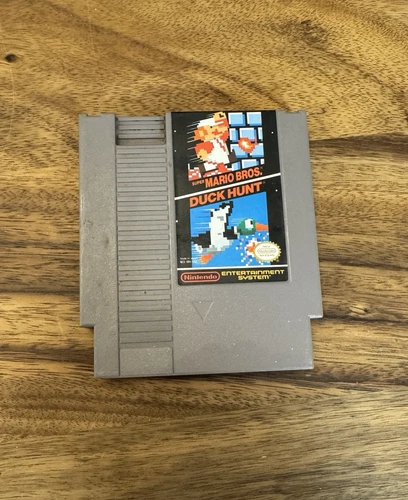 SUPER MARIO BROS.
DUCK HUNT
Nintendo
ENTERTAINMENT
SYSTEM